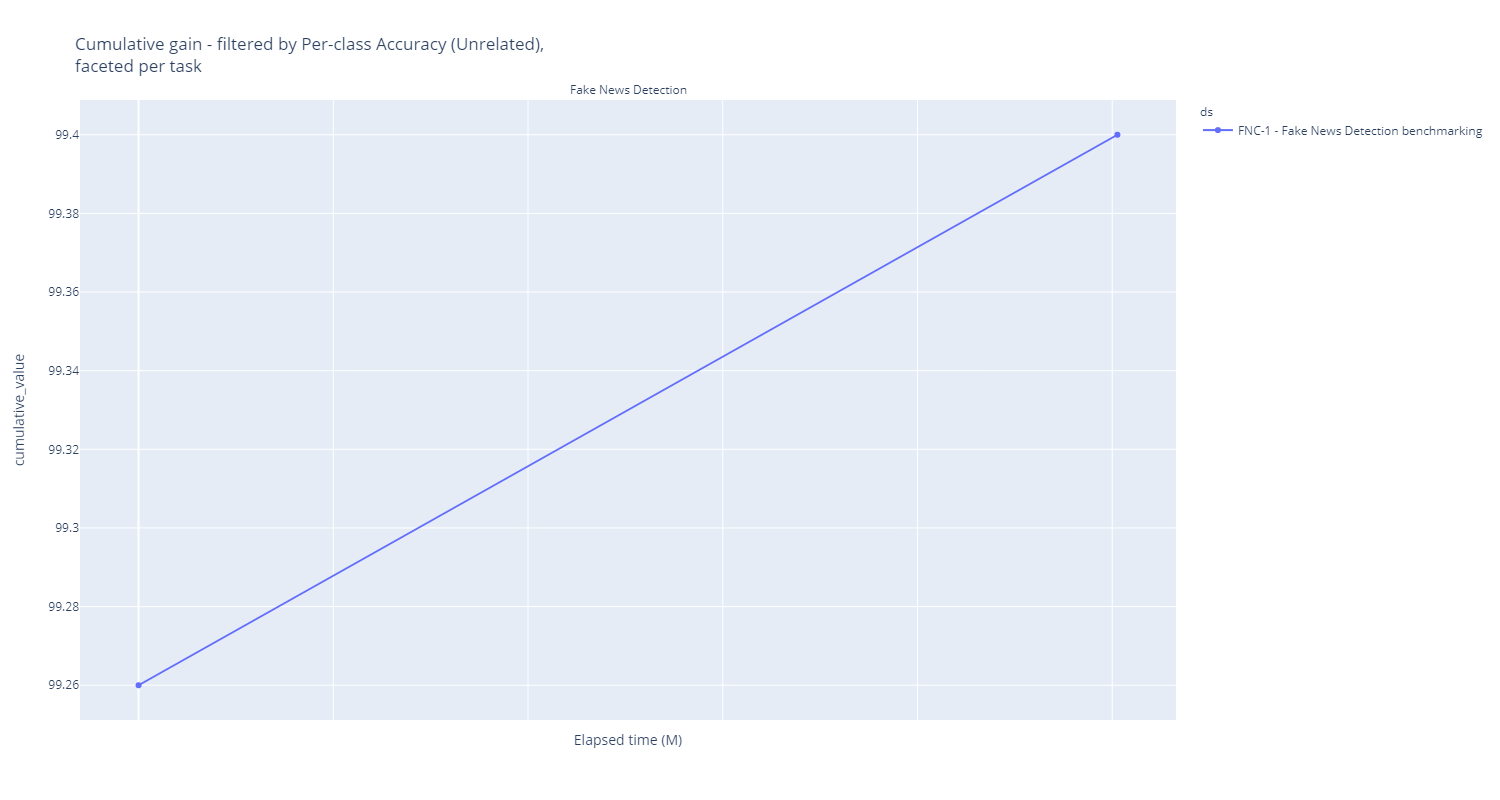 Cumulative gain - filtered by Per-class Accuracy (Unrelated),
faceted per task
Fake News Detection
ds
FNC-1 - Fake News Detection benchmarking
99.4
99.38
99.36
99.34
99.32
99.3
99.28
99.26
cumulative_value
Elapsed time (M)